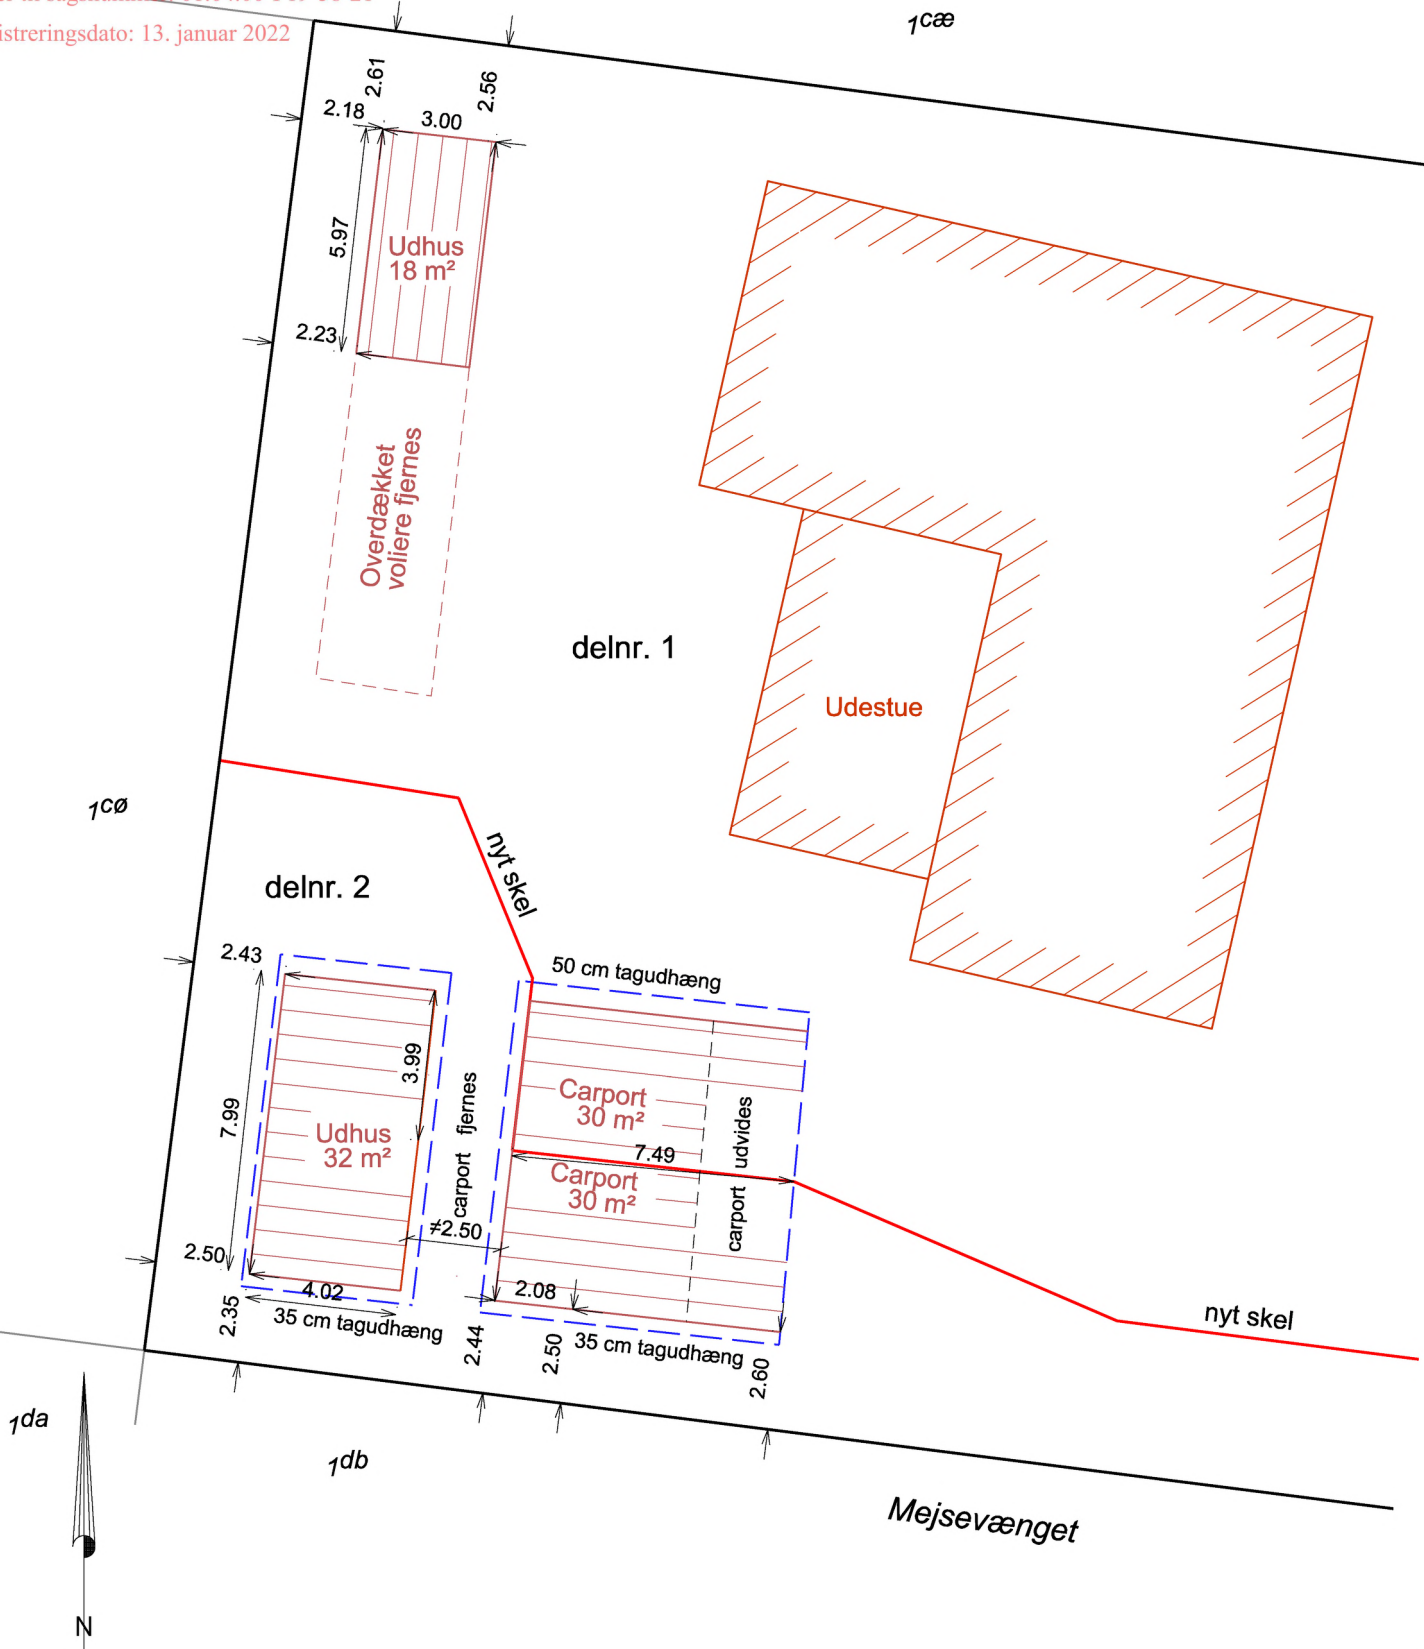 istreringsdato: 13. januar 2022
1cæ
2.61
2.56
2.18
3.00
5.97
Udhus
18 m²
2.23
Overdækket
voliere fjernes
delnr. 1
Udestue
1cø
nyt skel
delnr. 2
2.43
50 cm tagudhæng
3.99
7.99
Udhus
32 m²
carport fjernes
Carport
30 m²
udvides
7.49
Carport
30 m²
carport
≠2.50
2.50
4.02
2.08
2.35
35 cm tagudhæng
2.44
2.50
35 cm tagudhæng
2.60
nyt skel
1da
1db
Mejsevænget
N